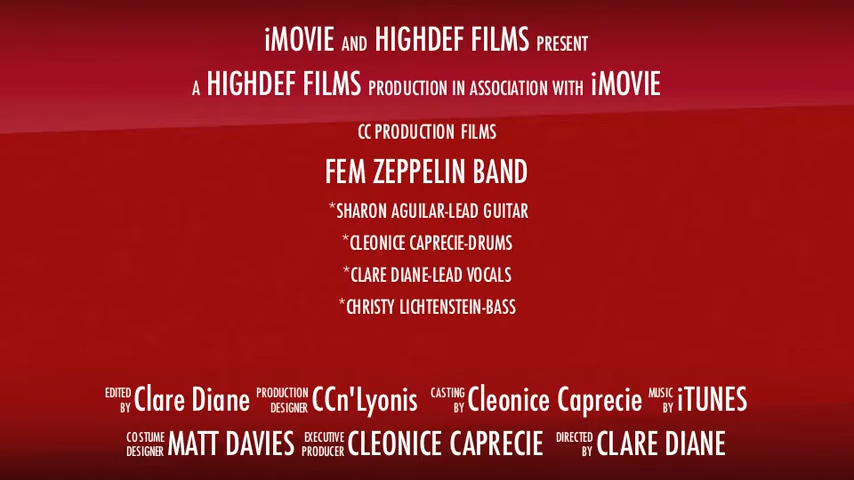 iMOVIE AND HIGHDEF FILMS PRESENT
A HIGHDEF FILMS PRODUCTION IN ASSOCIATION WITH iMOVIE
CC PRODUCTION FILMS
FEM ZEPPELIN BAND
*SHARON AGUILAR-LEAD GUITAR
*CLEONICE CAPRECIE-DRUMS
*CLARE DIANE-LEAD VOCALS
*CHRISTY LICHTENSTEIN-BASS
EDITED BY Clare Diane PRODUCTION DESIGNER CCn'Lyonis CASTING BY Cleonice Caprecie MUSIC BY iTUNES
COSTUME DESIGNER MATT DAVIES EXECUTIVE PRODUCER CLEONICE CAPRECIE DIRECTED BY CLARE DIANE